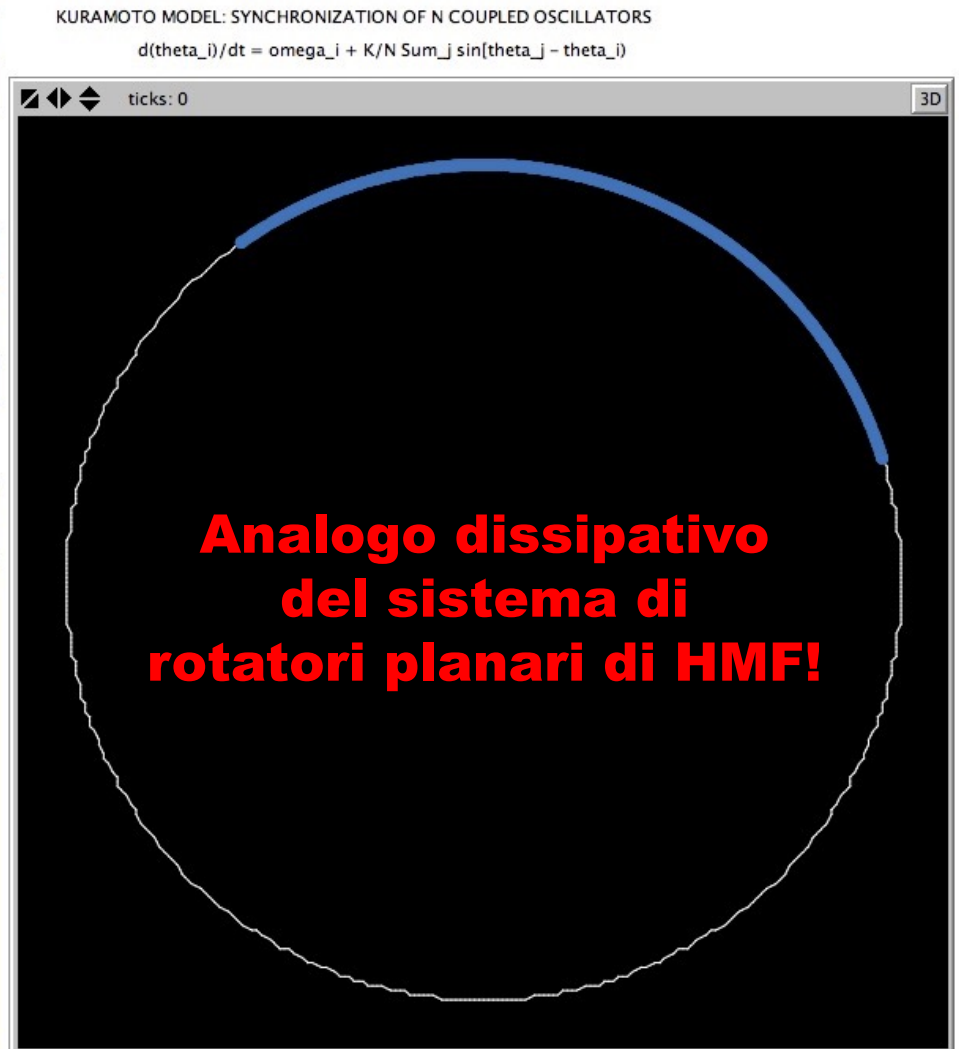 KURAMOTO MODEL: SYNCHRONIZATION OF N COUPLED OSCILLATORS
d(theta_i)/dt = omega_i + K/N Sum_j sin[theta_j – theta_i)
ticks: 0
3D
Analogo dissipativo
del sistema di
rotatori planari di HMF!